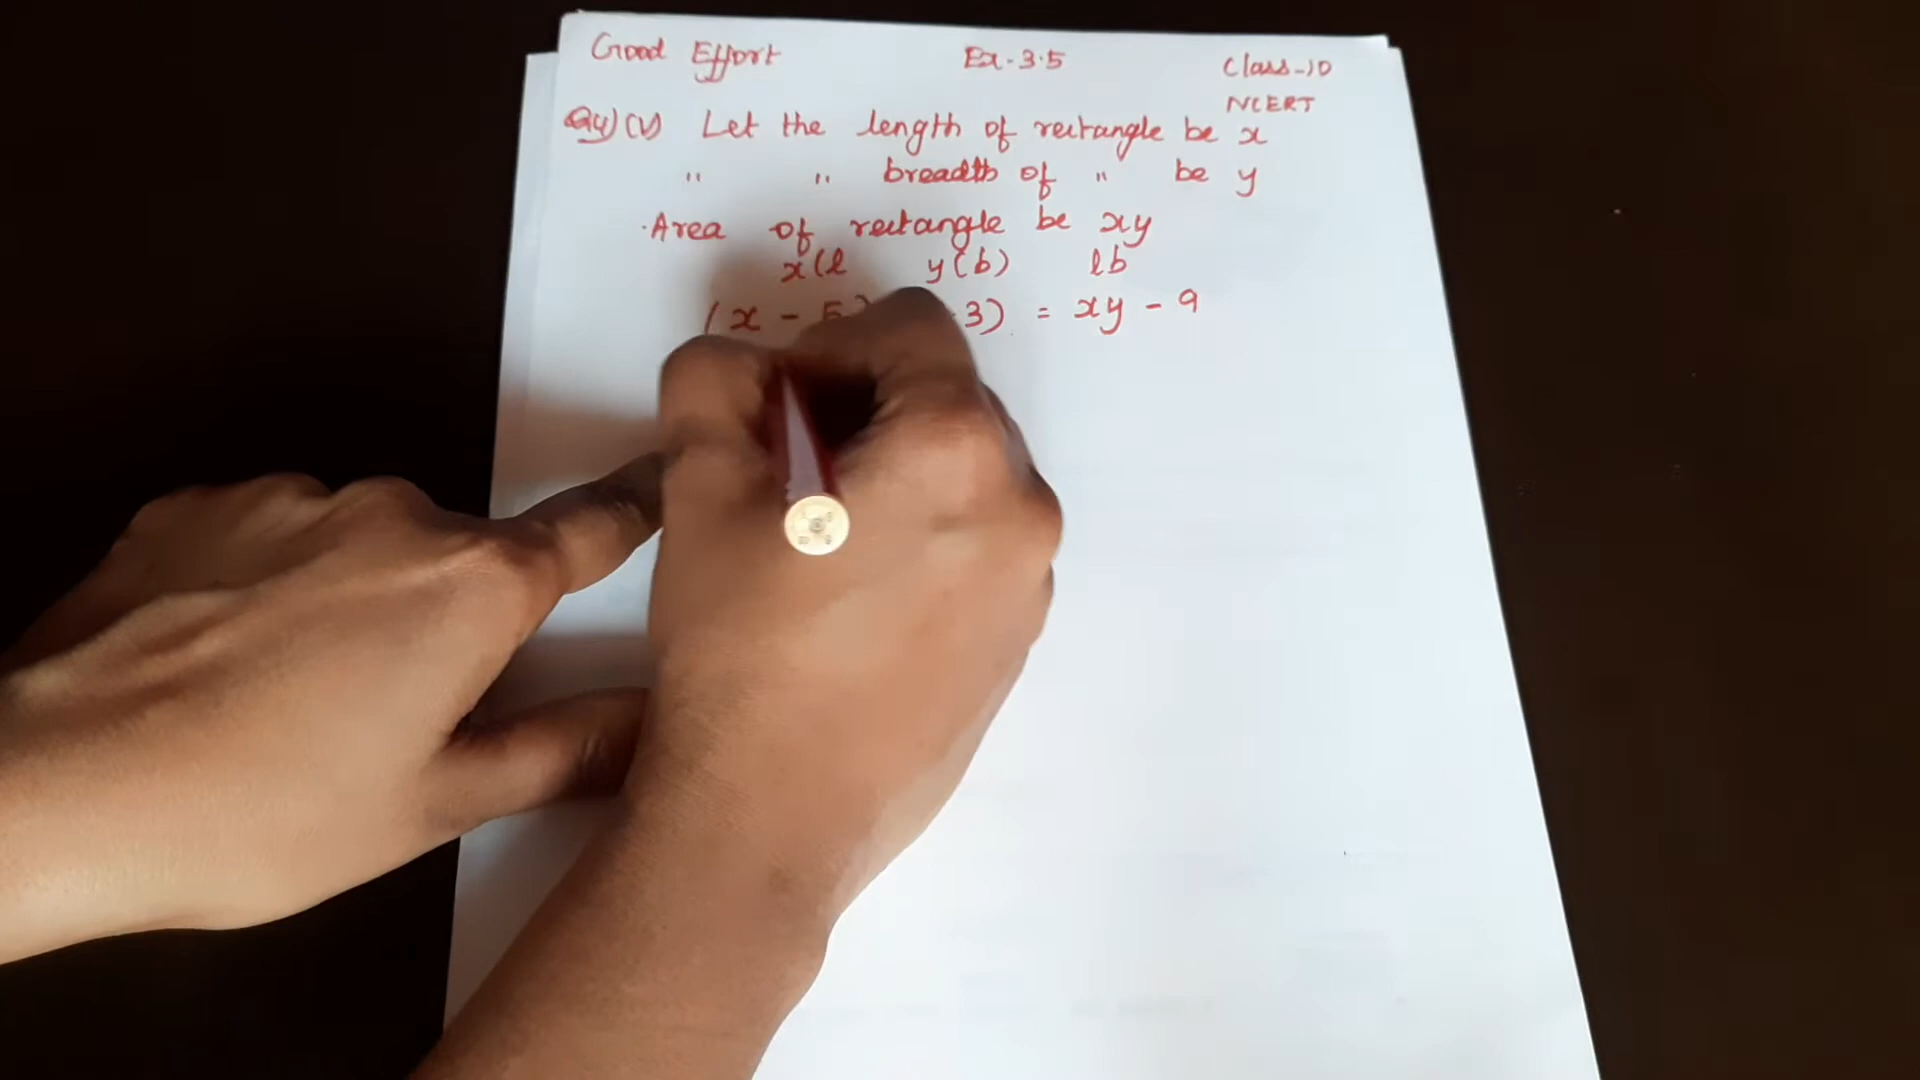 Good Effort Ex-3.5 Class-10
NCERT
Q4) (V) Let the length of rectangle be x
" " breadth of " be y
Area of rectangle be xy
x(l y(b) lb
(x - 3) = xy - 9